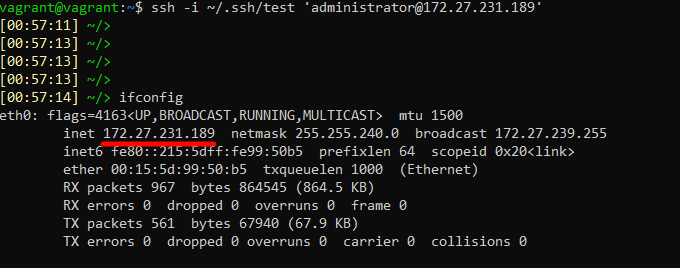 vagrant@vagrant:~$ ssh -i ~/.ssh/test 'administrator@172.27.231.189'
[00:57:11] ~/>
[00:57:13] ~/>
[00:57:13] ~/>
[00:57:13] ~/>
[00:57:14] ~/> ifconfig
eth0: flags=4163<UP,BROADCAST,RUNNING,MULTICAST>  mtu 1500
        inet 172.27.231.189  netmask 255.255.240.0  broadcast 172.27.239.255
        inet6 fe80::215:5dff:fe99:50b5  prefixlen 64  scopeid 0x20<link>
        ether 00:15:5d:99:50:b5  txqueuelen 1000  (Ethernet)
        RX packets 967  bytes 864545 (864.5 KB)
        RX errors 0  dropped 0  overruns 0  frame 0
        TX packets 561  bytes 67940 (67.9 KB)
        TX errors 0  dropped 0 overruns 0  carrier 0  collisions 0